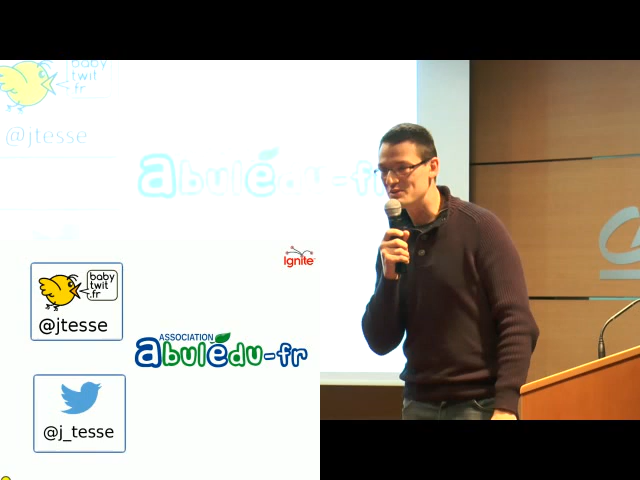 baby
twit
.fr
@jtesse
abulédu-fr
Ignite
baby
twit
.fr
@jtesse
ASSOCIATION
abulédu-fr
@j_tesse